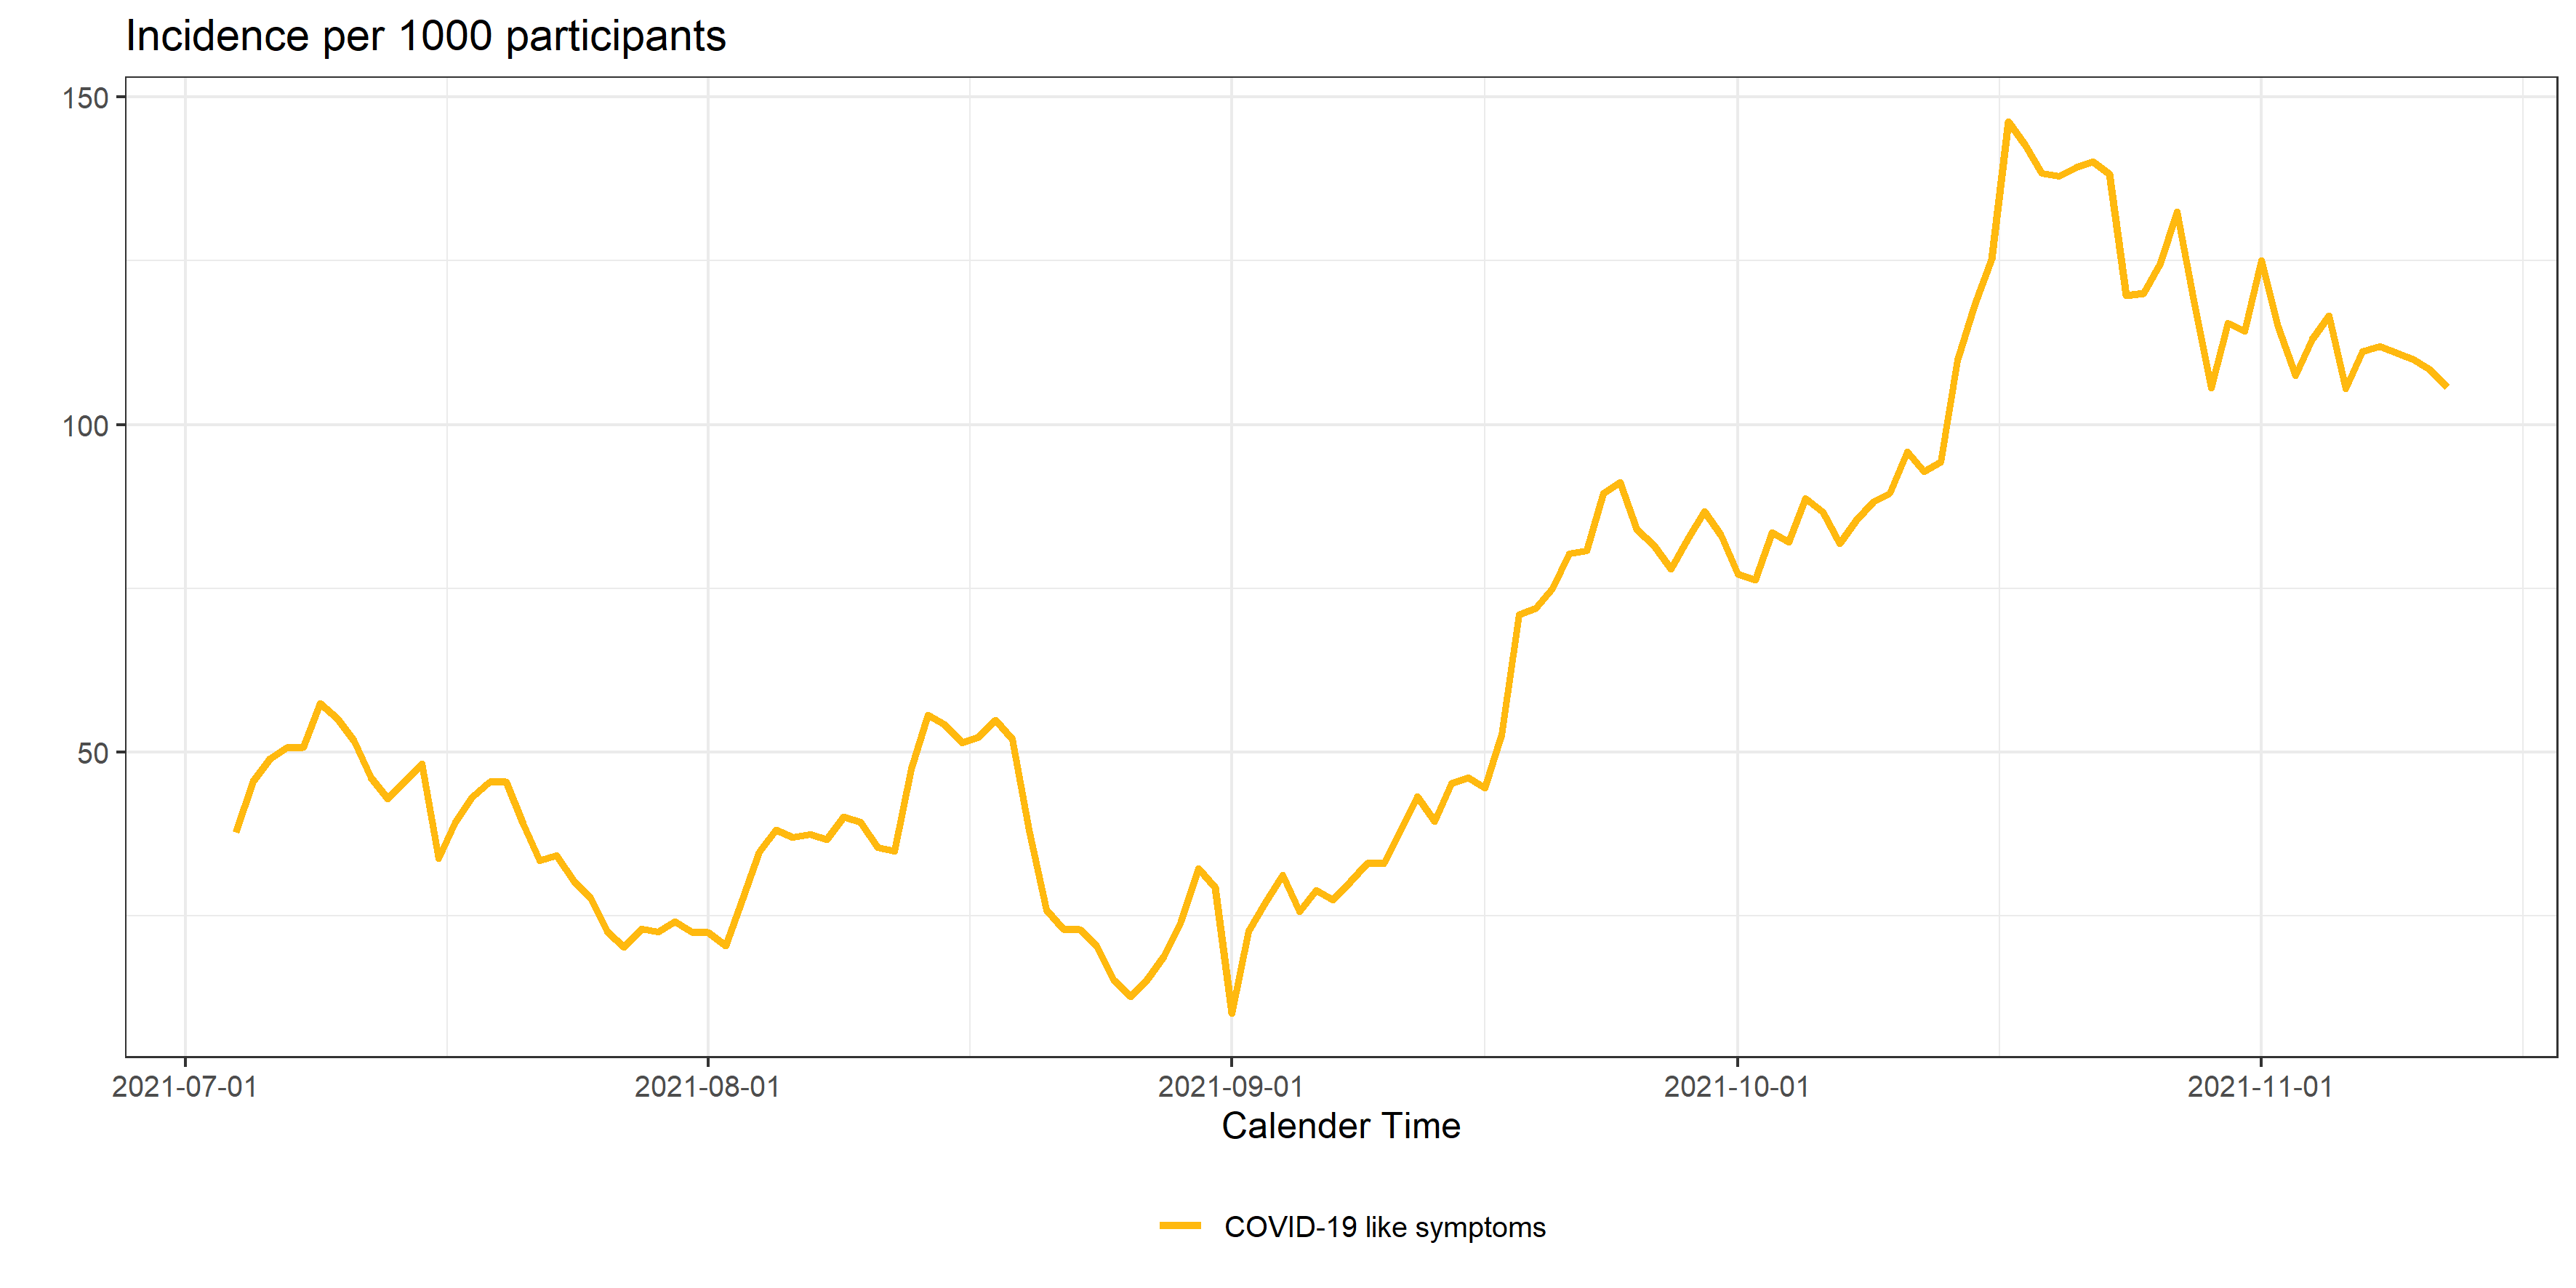 Incidence per 1000 participants
150
100
50
2021-07-01 2021-08-01 2021-09-01 2021-10-01 2021-11-01
Calender Time
COVID-19 like symptoms